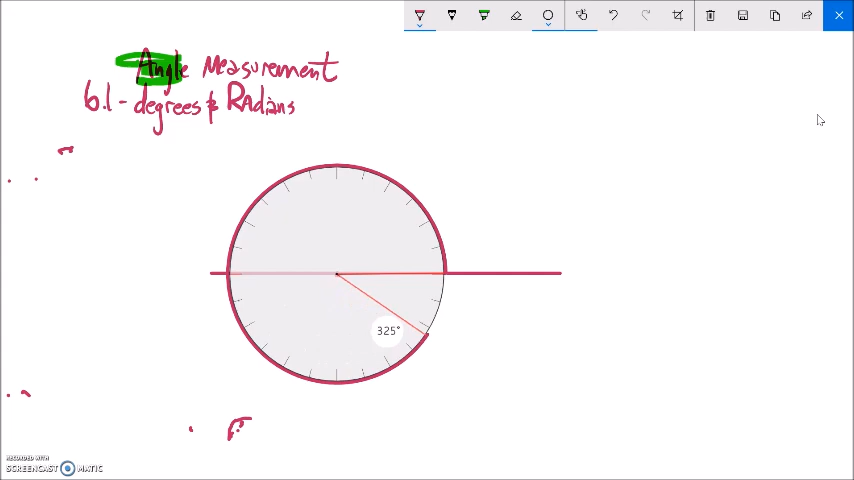 Angle Measurement
6.1 - degrees & Radians
325°
RECORDED WITH
SCREENCAST MATIC